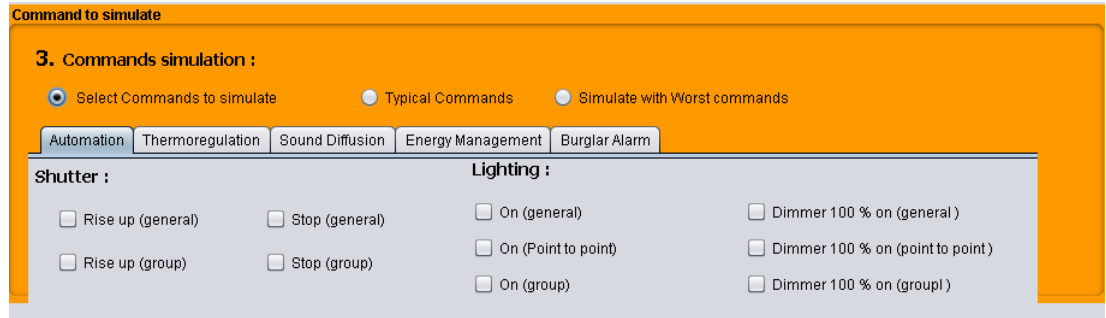 Command to simulate
3. Commands simulation :
Select Commands to simulate Typical Commands Simulate with Worst commands
Automation Thermoregulation Sound Diffusion Energy Management Burglar Alarm
Shutter :
Rise up (general) Stop (general)
Rise up (group) Stop (group)
Lighting :
On (general) Dimmer 100 % on (general )
On (Point to point) Dimmer 100 % on (point to point )
On (group) Dimmer 100 % on (groupl )